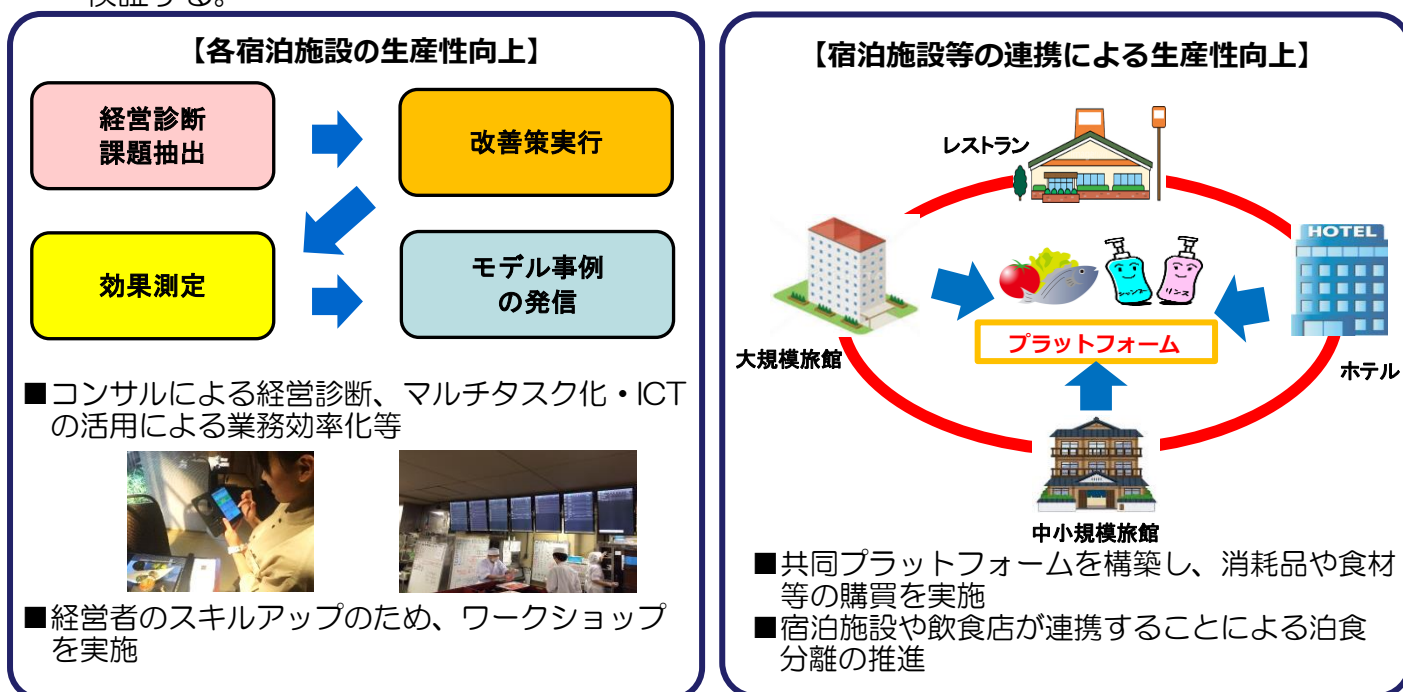 検証する。
【各宿泊施設の生産性向上】
経営診断
課題抽出
改善策実行
効果測定
モデル事例
の発信
■コンサルによる経営診断、マルチタスク化・ICT
の活用による業務効率化等
■経営者のスキルアップのため、ワークショップ
を実施
【宿泊施設等の連携による生産性向上】
レストラン
HOTEL
シャンプー
リンス
プラットフォーム
大規模旅館
ホテル
中小規模旅館
■共同プラットフォームを構築し、消耗品や食材
等の購買を実施
■宿泊施設や飲食店が連携することによる泊食
分離の推進